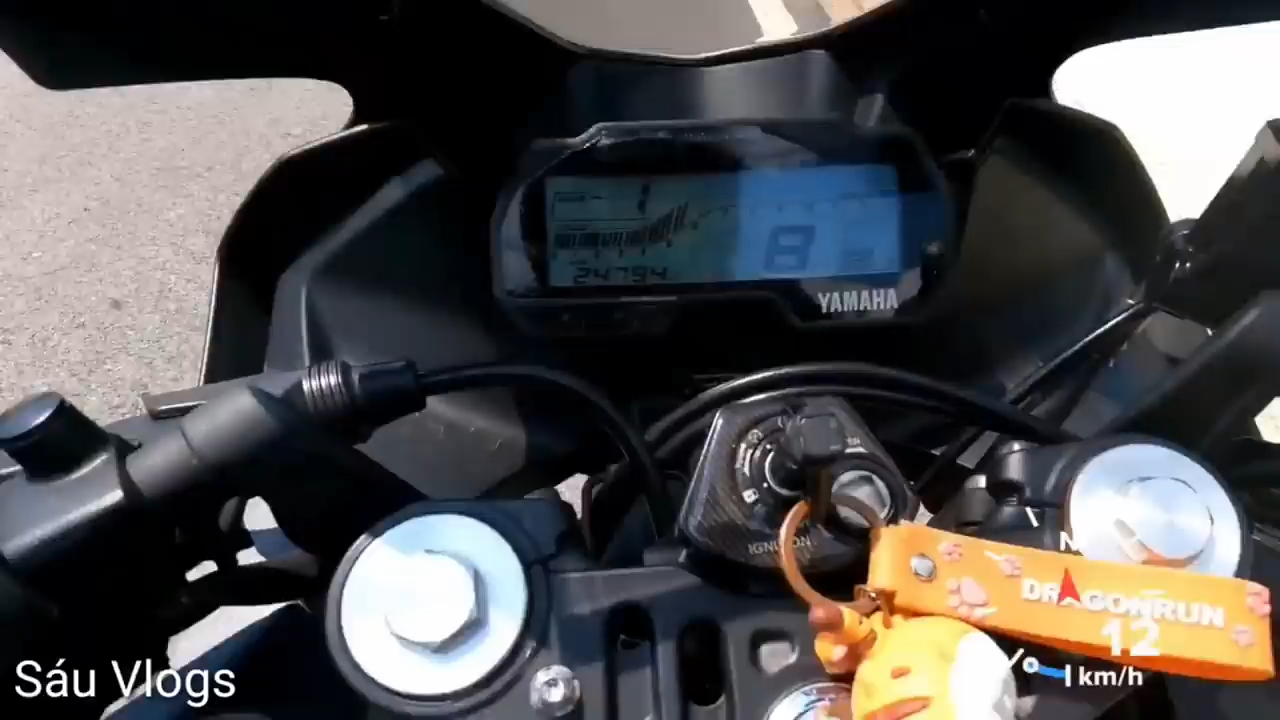 24794
8
YAMAHA
IGNITION
N
DRAGONRUN
12
km/h
Sáu Vlogs